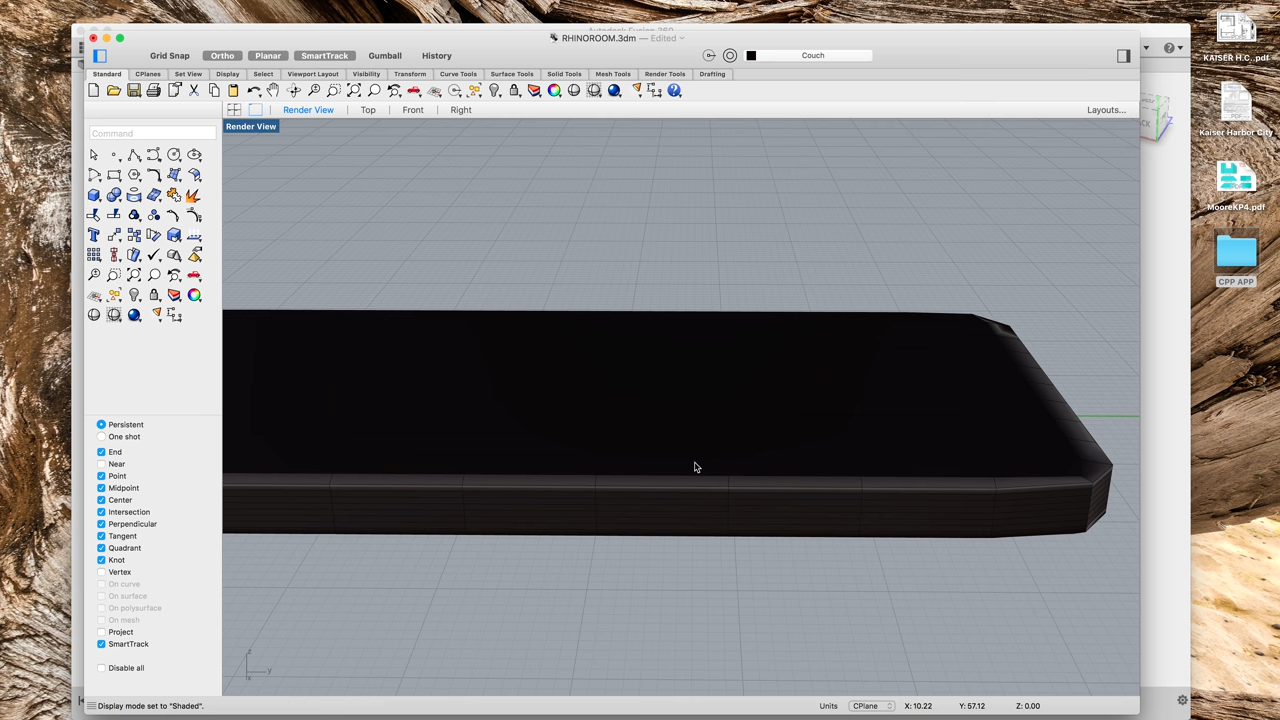 Autodesk Fusion 360
RHINOROOM.3dm — Edited
Grid Snap Ortho Planar SmartTrack Gumball History Couch
Standard CPlanes Set View Display Select Viewport Layout Visibility Transform Curve Tools Surface Tools Solid Tools Mesh Tools Render Tools Drafting
Render View Top Front Right Layouts...
Command
Render View
Persistent
One shot
End
Near
Point
Midpoint
Center
Intersection
Perpendicular
Tangent
Quadrant
Knot
Vertex
On curve
On surface
On polysurface
On mesh
Project
SmartTrack
Disable all
z
y
x
Display mode set to "Shaded". Units CPlane X: 10.22 Y: 57.12 Z: 0.00
Z
KAISER H.C..pdf
PDF
Kaiser Harbor City
MooreKP4.pdf
CPP APP